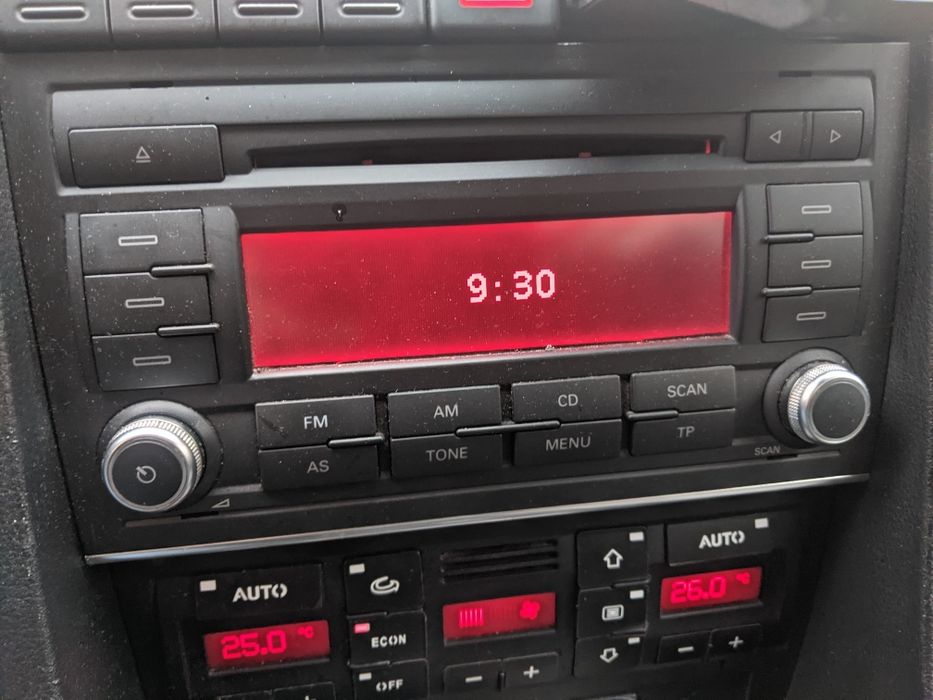 9:30
FM AM CD SCAN
AS TONE MENU TP
SCAN
AUTO AUTO
25.0 °C ECON 26.0 °C
OFF